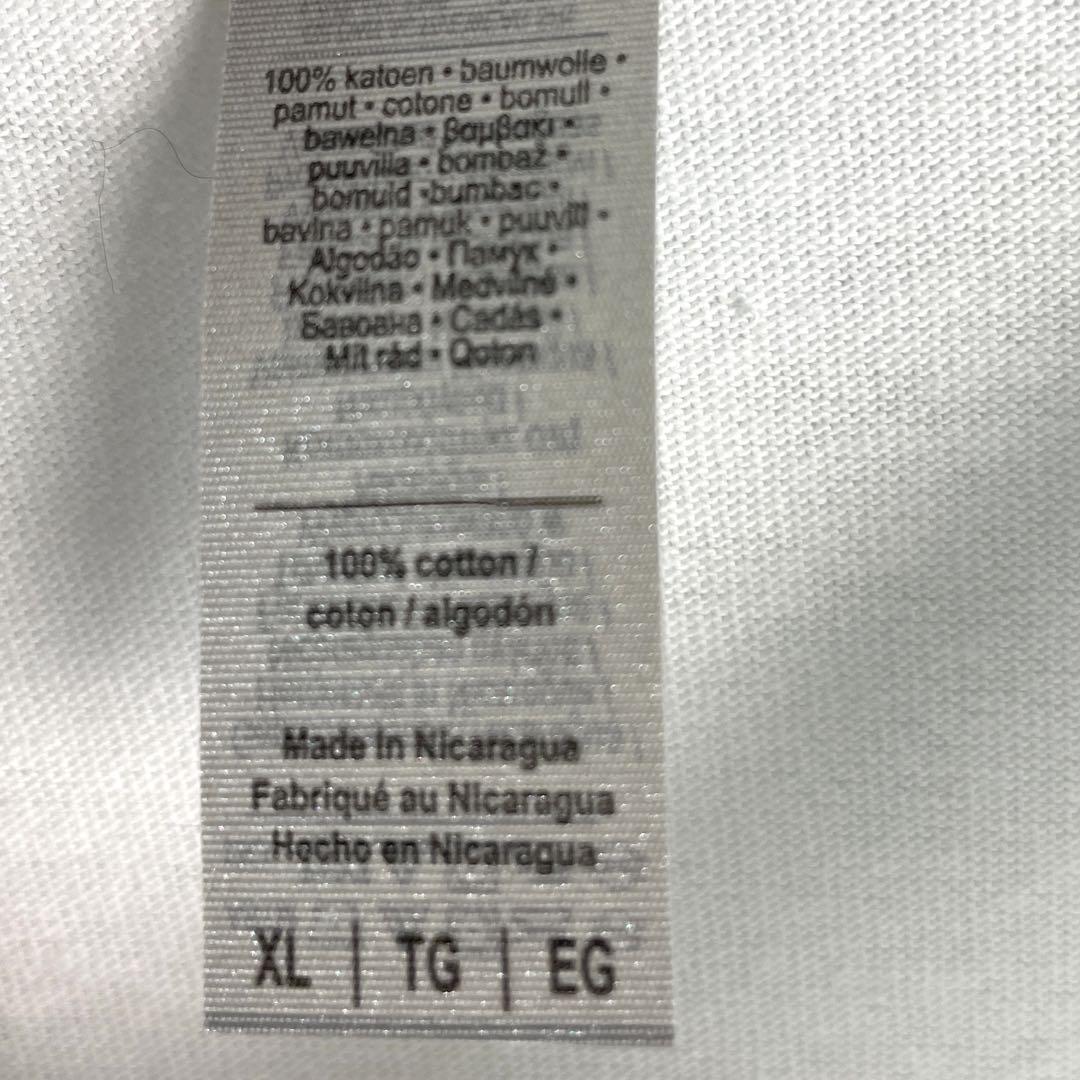 100% katoen • baumwolle •
pamut • cotone • bomull •
bawełna • βαμβακι •
puuvilla • bombaž •
bomuld •bumbac •
bavlna • pamuk • puuvill •
Algodão • Памук •
Kokvilna • Medvilnė •
Бавовна • Cadás •
Mit rád • Qoton
100% cotton /
coton / algodón
Made In Nicaragua
Fabriqué au Nicaragua
Hecho en Nicaragua
XL | TG | EG